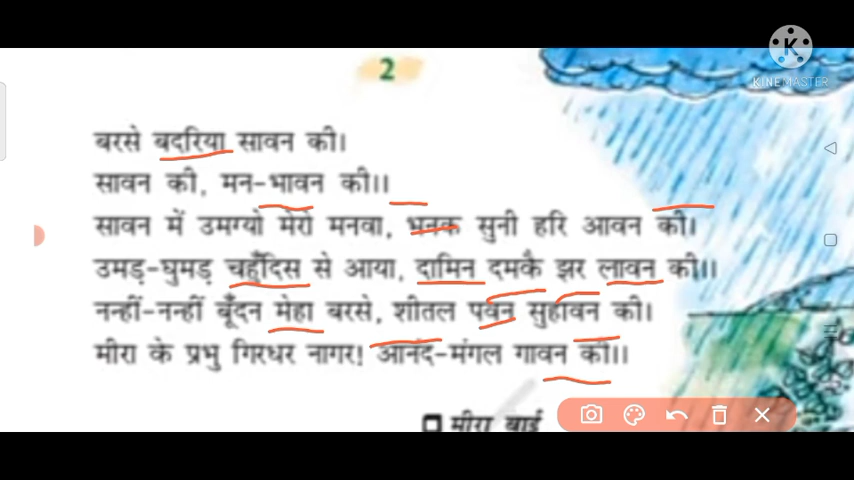 2
KINEMASTER
बरसे बदरिया सावन की।
सावन की, मन-भावन की।।
सावन में उमग्यो मेरो मनवा, भनक सुनी हरि आवन की।
उमड़-घुमड़ चहुँदिस से आया, दामिन दमकै झर लावन की।।
नन्हीं-नन्हीं बूँदन मेहा बरसे, शीतल पवन सुहावन की।
मीरा के प्रभु गिरधर नागर! आनंद-मंगल गावन की।।
मीरा बाई